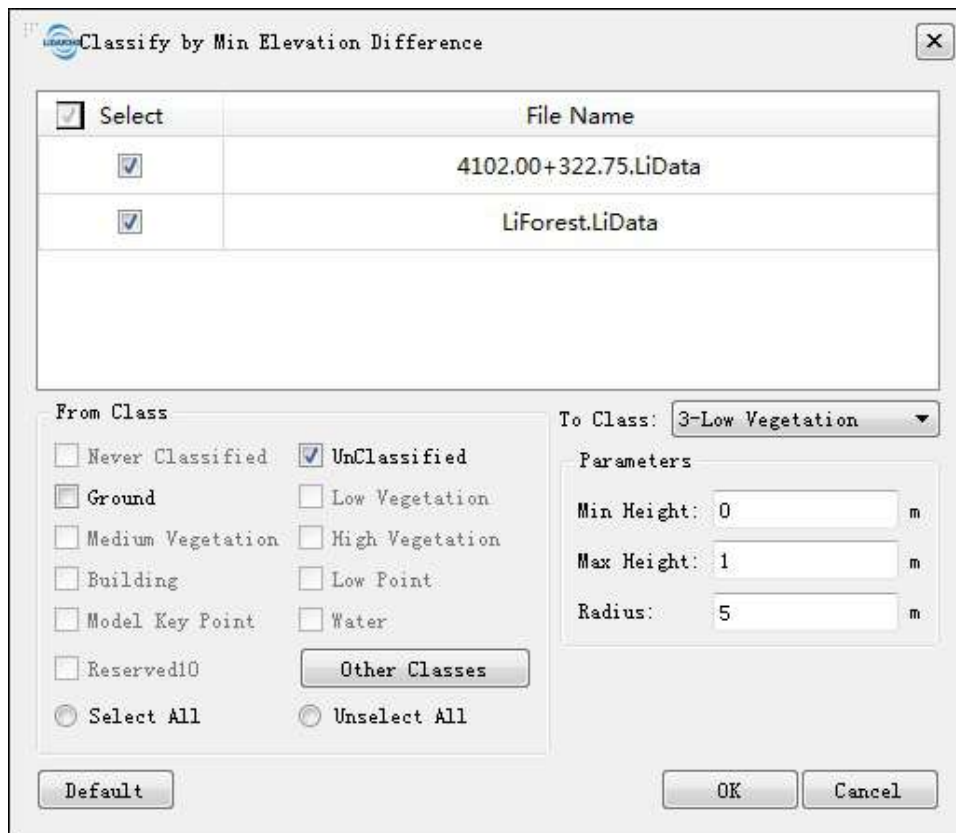 Classify by Min Elevation Difference
Select File Name
4102.00+322.75.LiData
LiForest.LiData
From Class
Never Classified UnClassified
Ground Low Vegetation
Medium Vegetation High Vegetation
Building Low Point
Model Key Point Water
Reserved10 Other Classes
Select All Unselect All
To Class: 3-Low Vegetation
Parameters
Min Height: 0 m
Max Height: 1 m
Radius: 5 m
Default OK Cancel